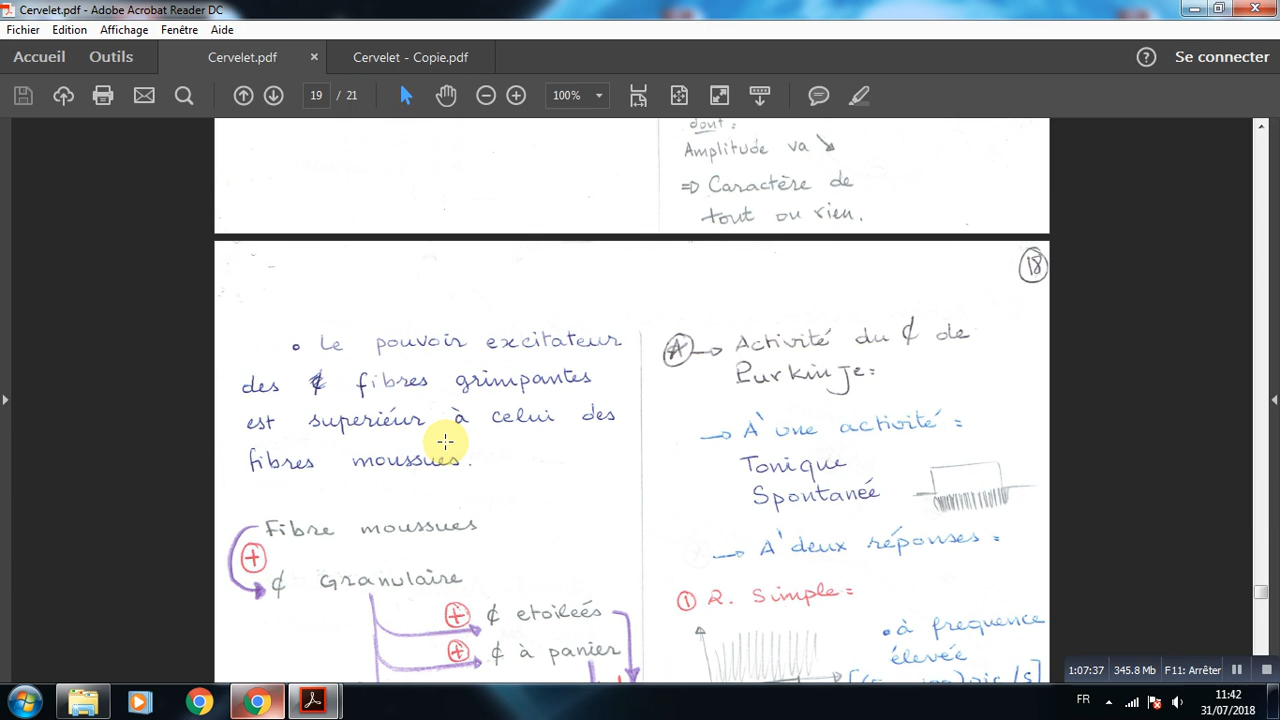 Cervelet.pdf - Adobe Acrobat Reader DC
Fichier Edition Affichage Fenêtre Aide
Accueil Outils Cervelet.pdf × Cervelet - Copie.pdf ? Se connecter
19 / 21 100%
dont :
Amplitude va ↘
⇒ Caractère de
tout ou rien.
18
• Le pouvoir excitateur
des fibres grimpantes
est superiéur à celui des
fibres moussues.
Fibre moussues
+
¢ Granulaire
+ ¢ etoileés
+ ¢ à panier
A → Activité du ¢ de
Purkinje :
→ A une activité :
Tonique
Spontanée
→ A deux réponses :
① R. Simple :
• à frequence
élevée
1:07:37 345.8 MB F11: Arrêter
FR 11:42
31/07/2018